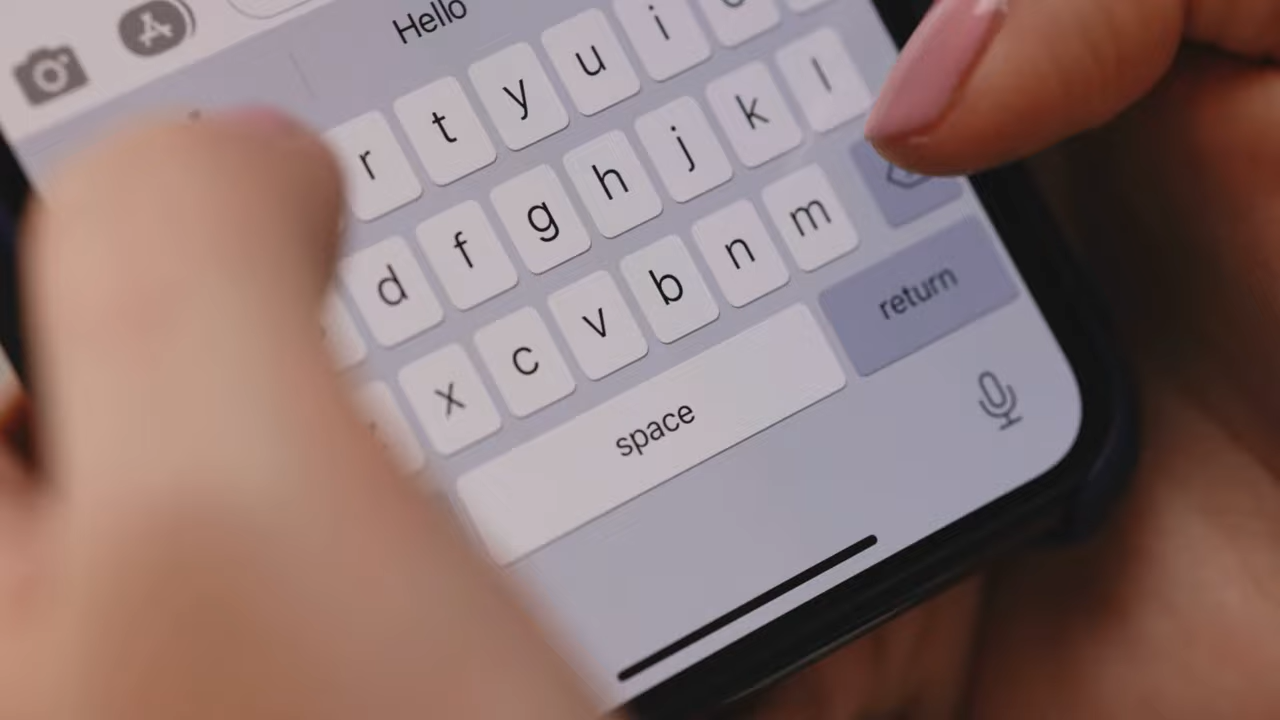 Hello
r t y u i
d f g h j k l
x c v b n m
space return